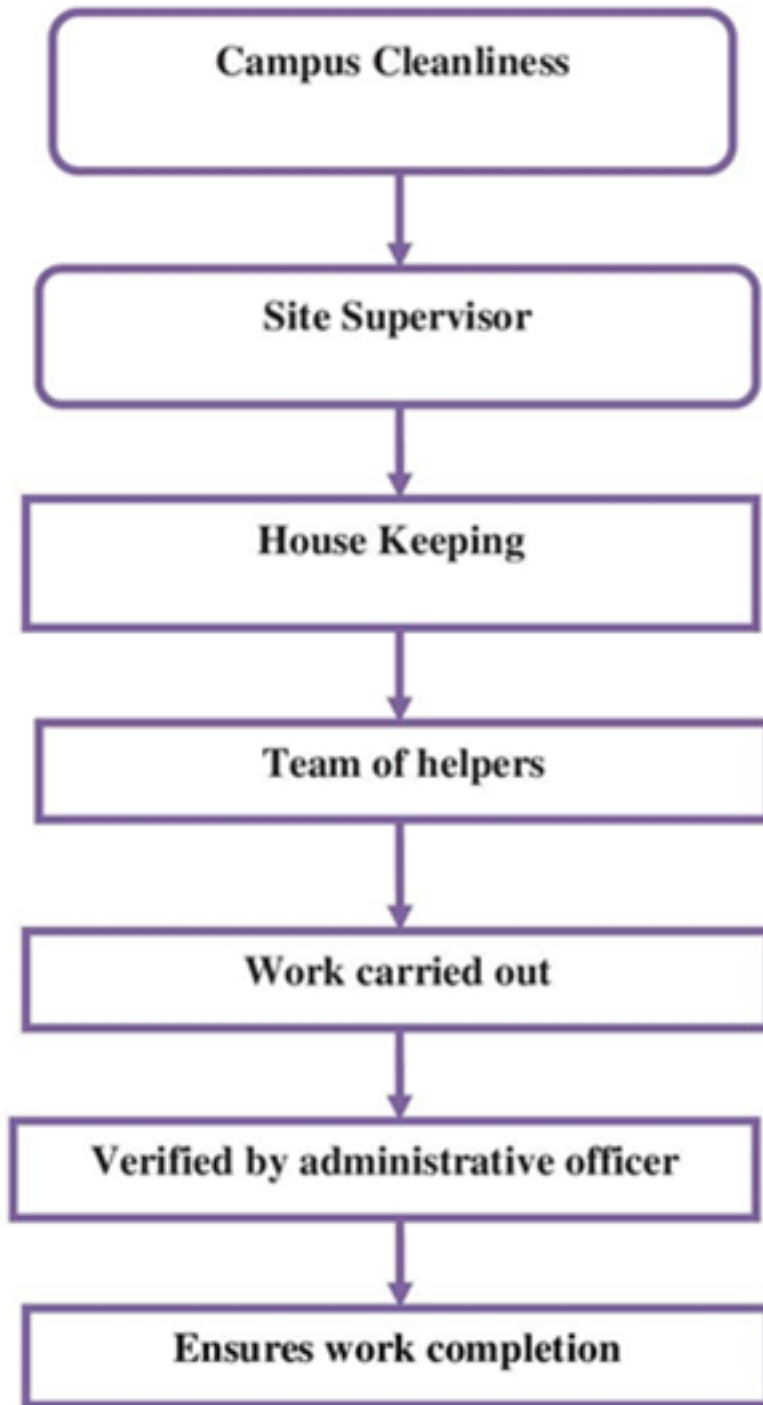 Campus Cleanliness
Site Supervisor
House Keeping
Team of helpers
Work carried out
Verified by administrative officer
Ensures work completion